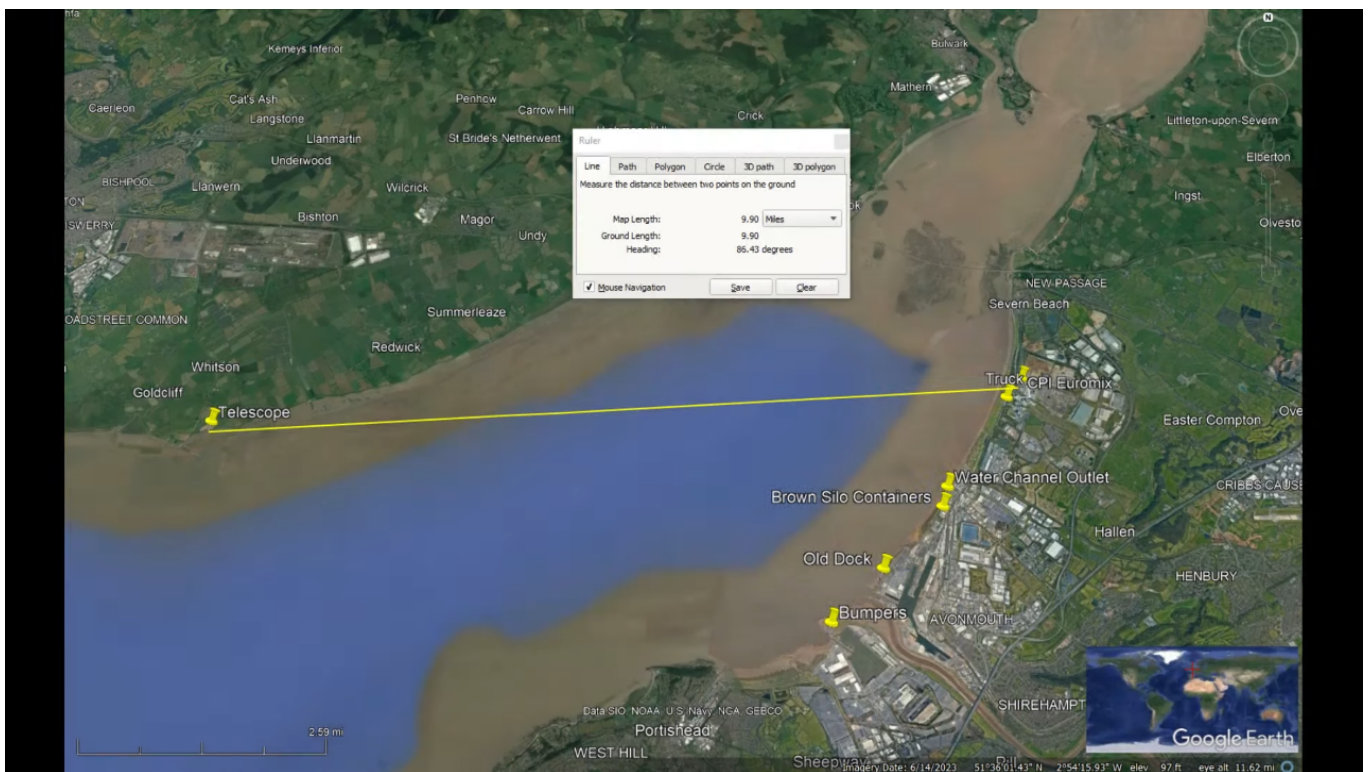 Kemeys Inferior
Bulwark
Mathern
Caerleon
Cat's Ash
Langstone
Penhow
Carrow Hill
Crick
Littleton-upon-Severn
Llanmartin
St Bride's Netherwent
Underwood
Elberton
BISHPOOL
Llanwern
Wilcrick
Ingst
Bishton
Magor
Undy
Ruler
Line Path Polygon Circle 3D path 3D polygon
Measure the distance between two points on the ground
Map Length: 9.90 Miles
Ground Length: 9.90
Heading: 86.43 degrees
Mouse Navigation Save Clear
N
NEW PASSAGE
Severn Beach
Summerleaze
Redwick
Whitson
Goldcliff
Telescope
Truck CPI Euromix
Easter Compton
Water Channel Outlet
Brown Silo Containers
Hallen
Old Dock
HENBURY
Bumpers
AVONMOUTH
SHIREHAMPT
2.59 mi
Data SIO, NOAA, U.S. Navy, NGA, GEBCO
Portishead
WEST HILL
Sheepway
Pill
Google Earth
Imagery Date: 6/14/2023 51°36'01.43" N 2°54'15.93" W elev 97 ft eye alt 11.62 mi